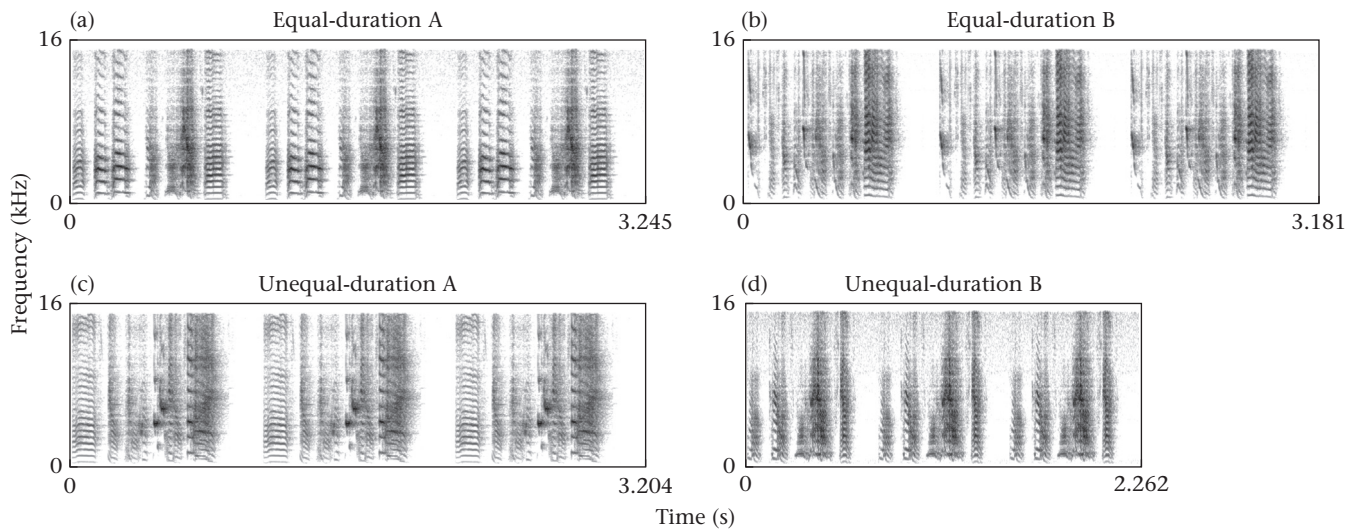 (a) Equal-duration A
(b) Equal-duration B
16
16
0
0
0 3.245
0 3.181
Frequency (kHz)
(c) Unequal-duration A
(d) Unequal-duration B
16
16
0
0
0 3.204
0 2.262
Time (s)